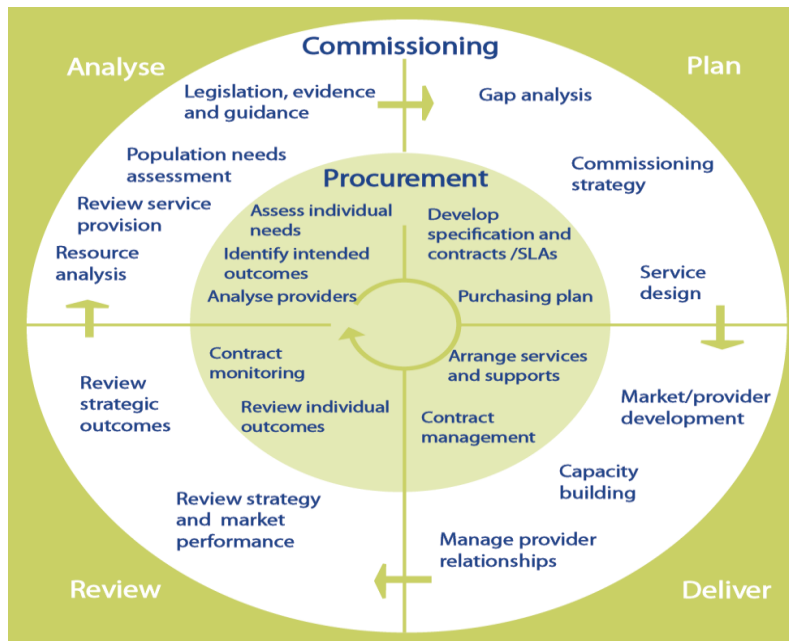 Commissioning
Analyse
Plan
Legislation, evidence
and guidance
Gap analysis
Population needs
assessment
Commissioning
strategy
Review service
provision
Resource
analysis
Service
design
Procurement
Assess individual
needs
Identify intended
outcomes
Analyse providers
Develop
specification and
contracts /SLAs
Purchasing plan
Contract
monitoring
Review individual
outcomes
Arrange services
and supports
Contract
management
Review
strategic
outcomes
Market/provider
development
Capacity
building
Review strategy
and market
performance
Manage provider
relationships
Review
Deliver